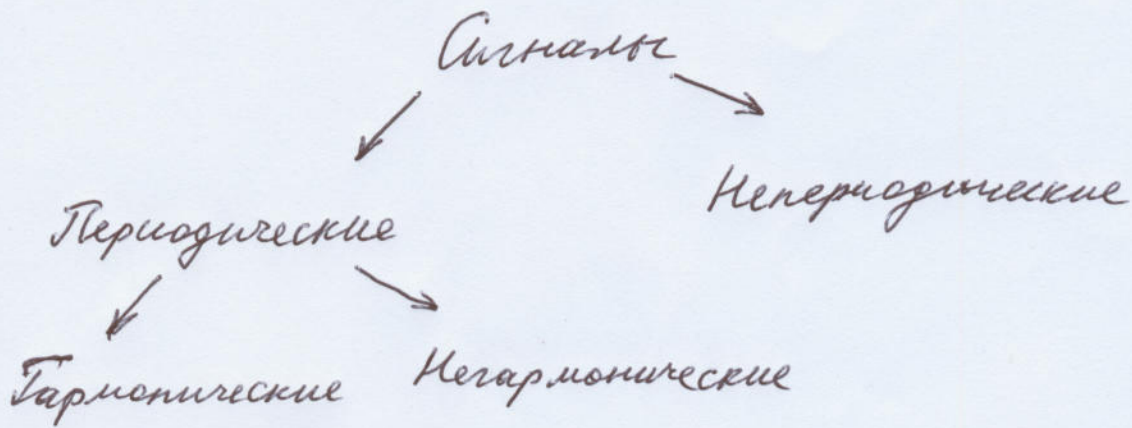 Сигналы
Непериодические
Периодические
Гармонические
Негармонические